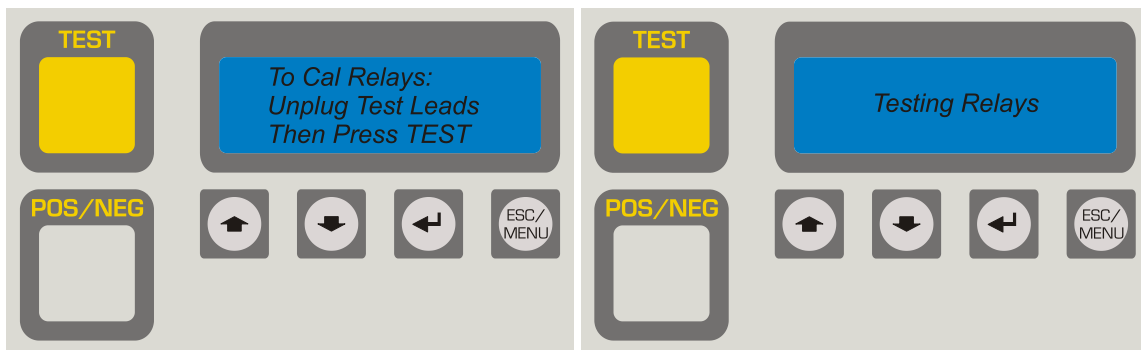 TEST
To Cal Relays:
Unplug Test Leads
Then Press TEST
POS/NEG
ESC/
MENU
TEST
Testing Relays
POS/NEG
ESC/
MENU